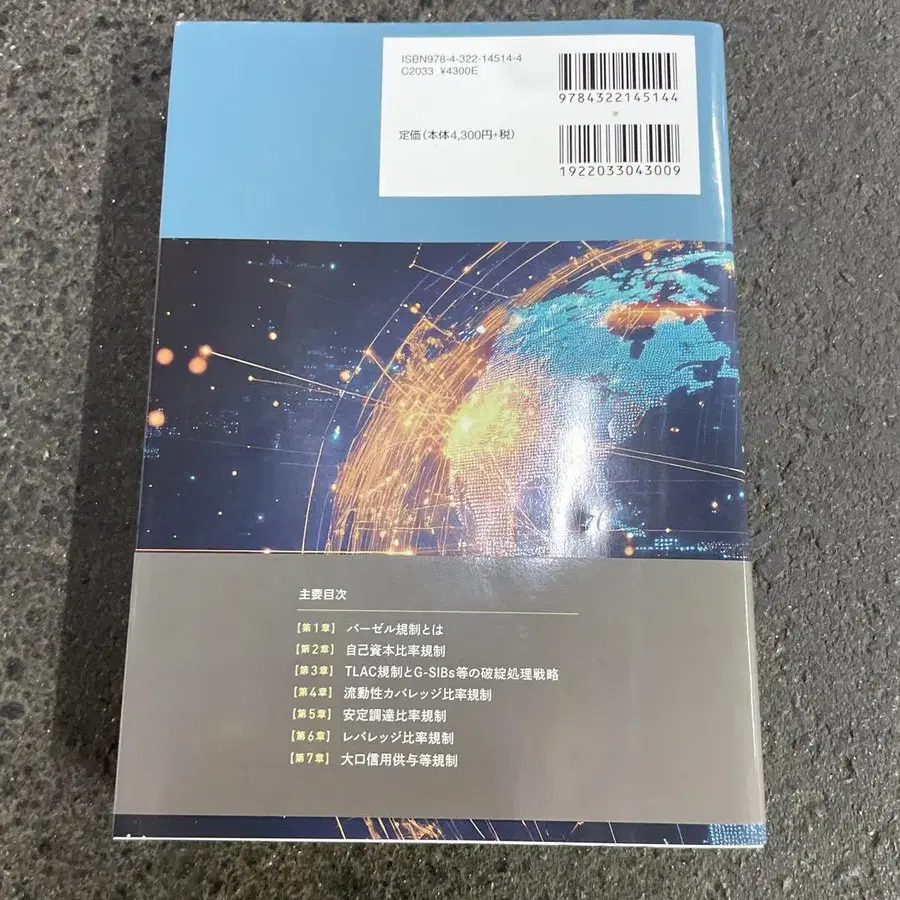 ISBN978-4-322-14514-4
C2033 ¥4300E
9784322145144
定価(本体4,300円+税)
1922033043009
主要目次
【第1章】 バーゼル規制とは
【第2章】 自己資本比率規制
【第3章】 TLAC規制とG-SIBs等の破綻処理戦略
【第4章】 流動性カバレッジ比率規制
【第5章】 安定調達比率規制
【第6章】 レバレッジ比率規制
【第7章】 大口信用供与等規制